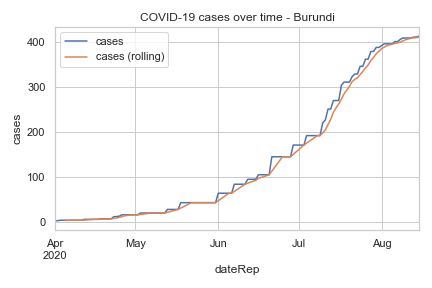 COVID-19 cases over time - Burundi
cases
cases (rolling)
400
300
200
100
0
cases
Apr
2020
May
Jun
Jul
Aug
dateRep